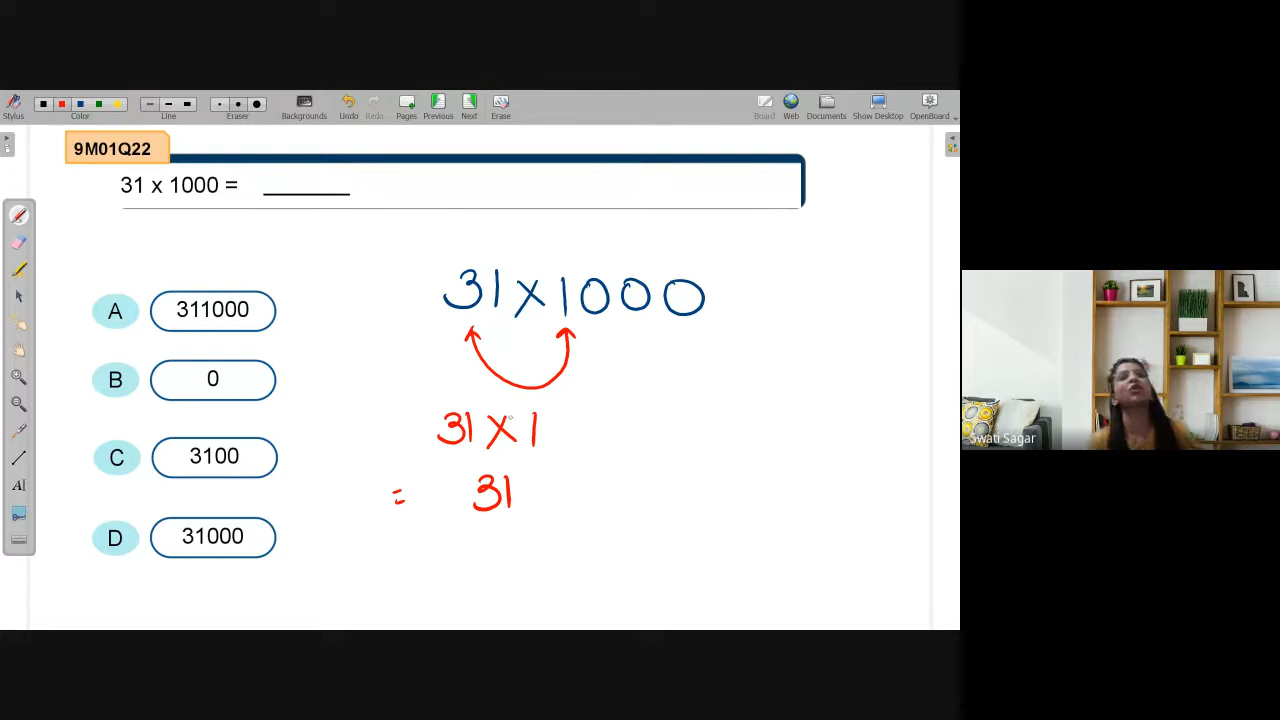 Stylus Color Line Eraser Backgrounds Undo Redo Pages Previous Next Erase Board Web Documents Show Desktop OpenBoard
9M01Q22
31 x 1000 = ______
31 X 1000
A 311000
B 0
31 X 1
C 3100
= 31
D 31000
Swati Sagar